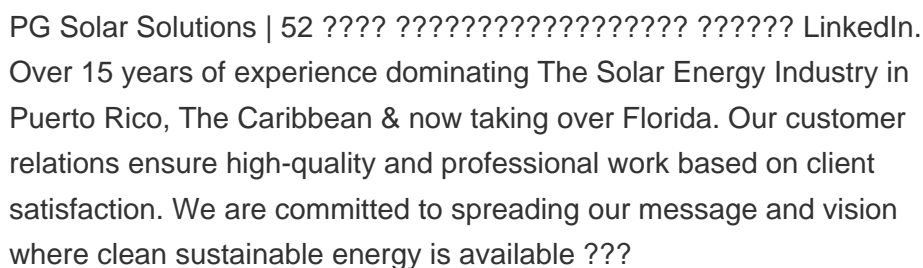 PG Solar Solutions | 52 ???? ????????????????? ?????? LinkedIn.
Over 15 years of experience dominating The Solar Energy Industry in
Puerto Rico, The Caribbean & now taking over Florida. Our customer
relations ensure high-quality and professional work based on client
satisfaction. We are committed to spreading our message and vision
where clean sustainable energy is available ???